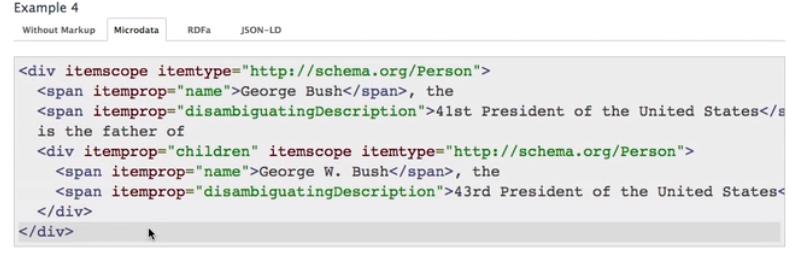 Example 4
Without Markup Microdata RDFa JSON-LD
<div itemscope itemtype="http://schema.org/Person">
  <span itemprop="name">George Bush</span>, the
  <span itemprop="disambiguatingDescription">41st President of the United States</s
  is the father of
  <div itemprop="children" itemscope itemtype="http://schema.org/Person">
    <span itemprop="name">George W. Bush</span>, the
    <span itemprop="disambiguatingDescription">43rd President of the United States<
  </div>
</div>